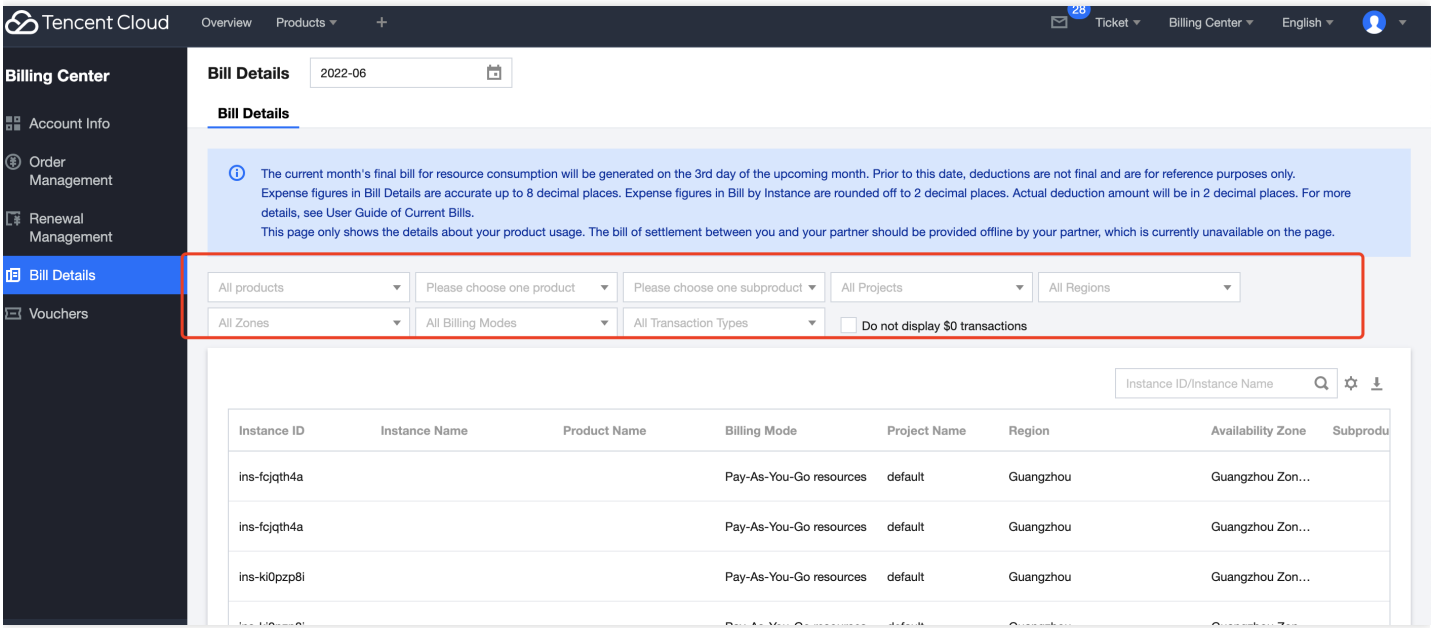 Tencent Cloud Overview Products + 28 Ticket Billing Center English
Billing Center
Account Info
Order
Management
Renewal
Management
Bill Details
Vouchers
Bill Details 2022-06
Bill Details
The current month's final bill for resource consumption will be generated on the 3rd day of the upcoming month. Prior to this date, deductions are not final and are for reference purposes only.
Expense figures in Bill Details are accurate up to 8 decimal places. Expense figures in Bill by Instance are rounded off to 2 decimal places. Actual deduction amount will be in 2 decimal places. For more
details, see User Guide of Current Bills.
This page only shows the details about your product usage. The bill of settlement between you and your partner should be provided offline by your partner, which is currently unavailable on the page.
All products Please choose one product Please choose one subproduct All Projects All Regions
All Zones All Billing Modes All Transaction Types Do not display $0 transactions
Instance ID/Instance Name
Instance ID Instance Name Product Name Billing Mode Project Name Region Availability Zone Subprodu
ins-fcjqth4a Pay-As-You-Go resources default Guangzhou Guangzhou Zon...
ins-fcjqth4a Pay-As-You-Go resources default Guangzhou Guangzhou Zon...
ins-ki0pzp8i Pay-As-You-Go resources default Guangzhou Guangzhou Zon...